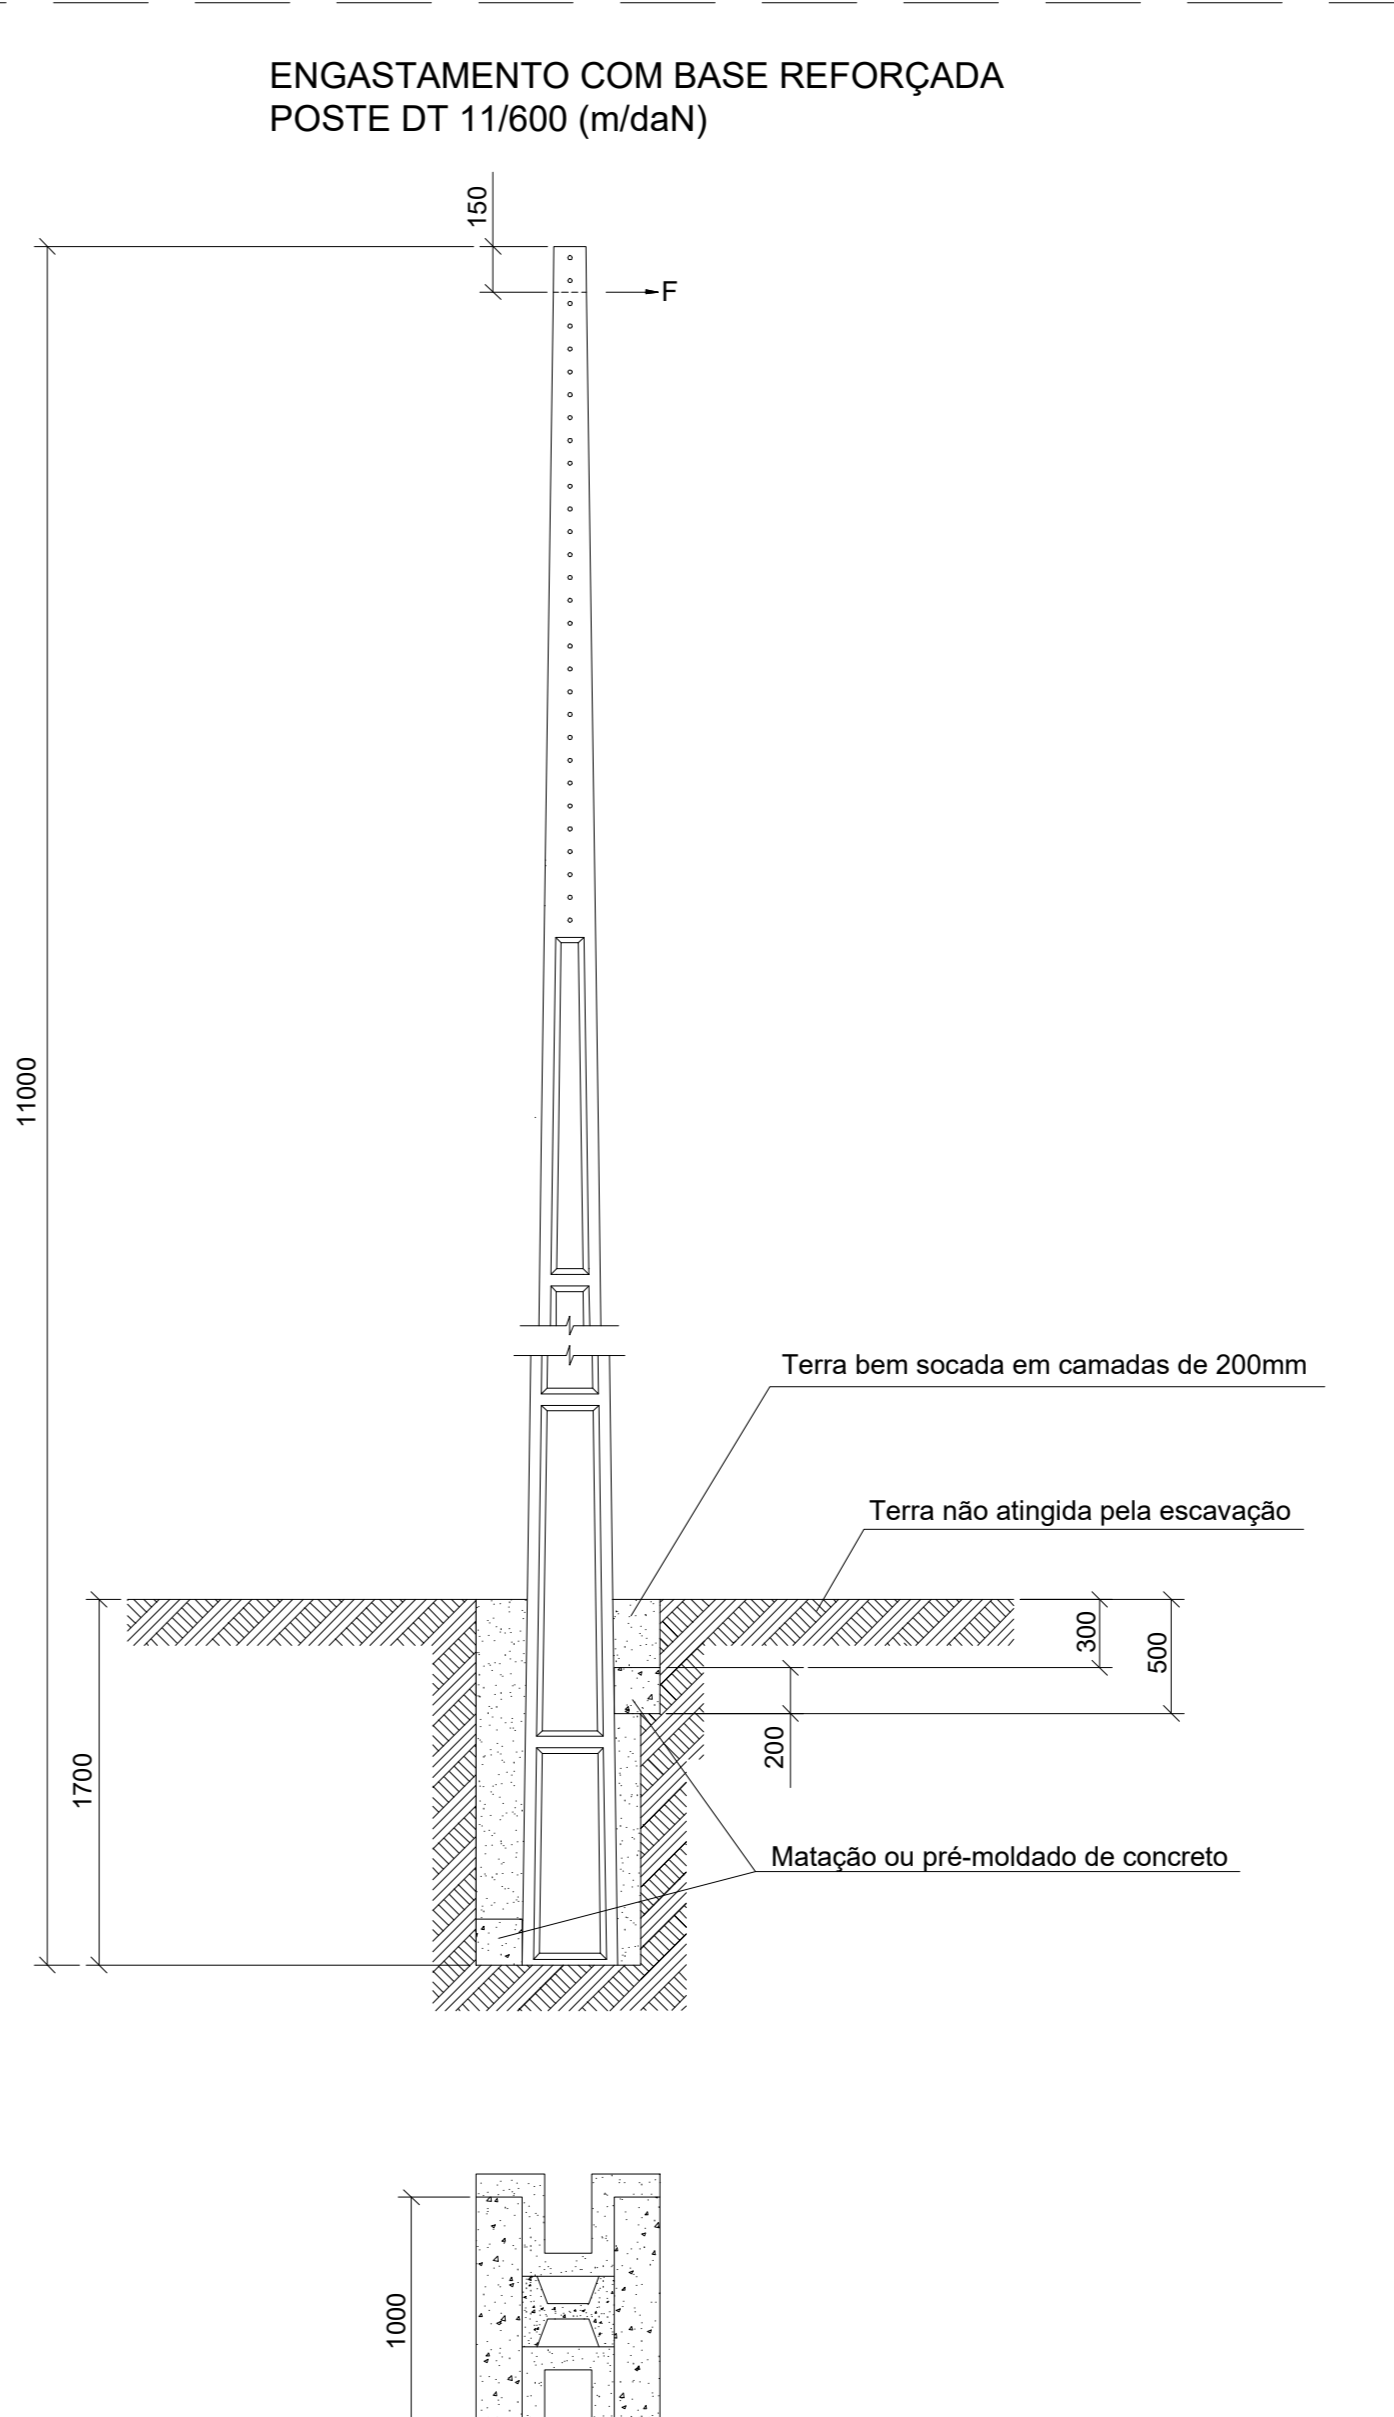 ENGASTAMENTO COM BASE REFORÇADA
POSTE DT 11/600 (m/daN)
150
F
11000
Terra bem socada em camadas de 200mm
Terra não atingida pela escavação
300
500
200
1700
Matação ou pré-moldado de concreto
1000